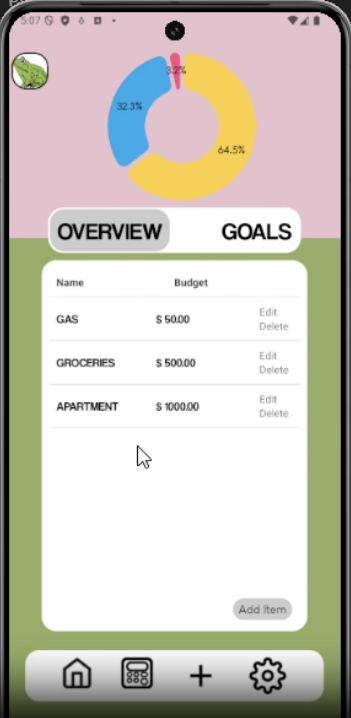 5:07
3.2%
32.3%
64.5%
OVERVIEW GOALS
Name Budget
GAS $ 50.00 Edit
Delete
GROCERIES $ 500.00 Edit
Delete
APARTMENT $ 1000.00 Edit
Delete
Add Item